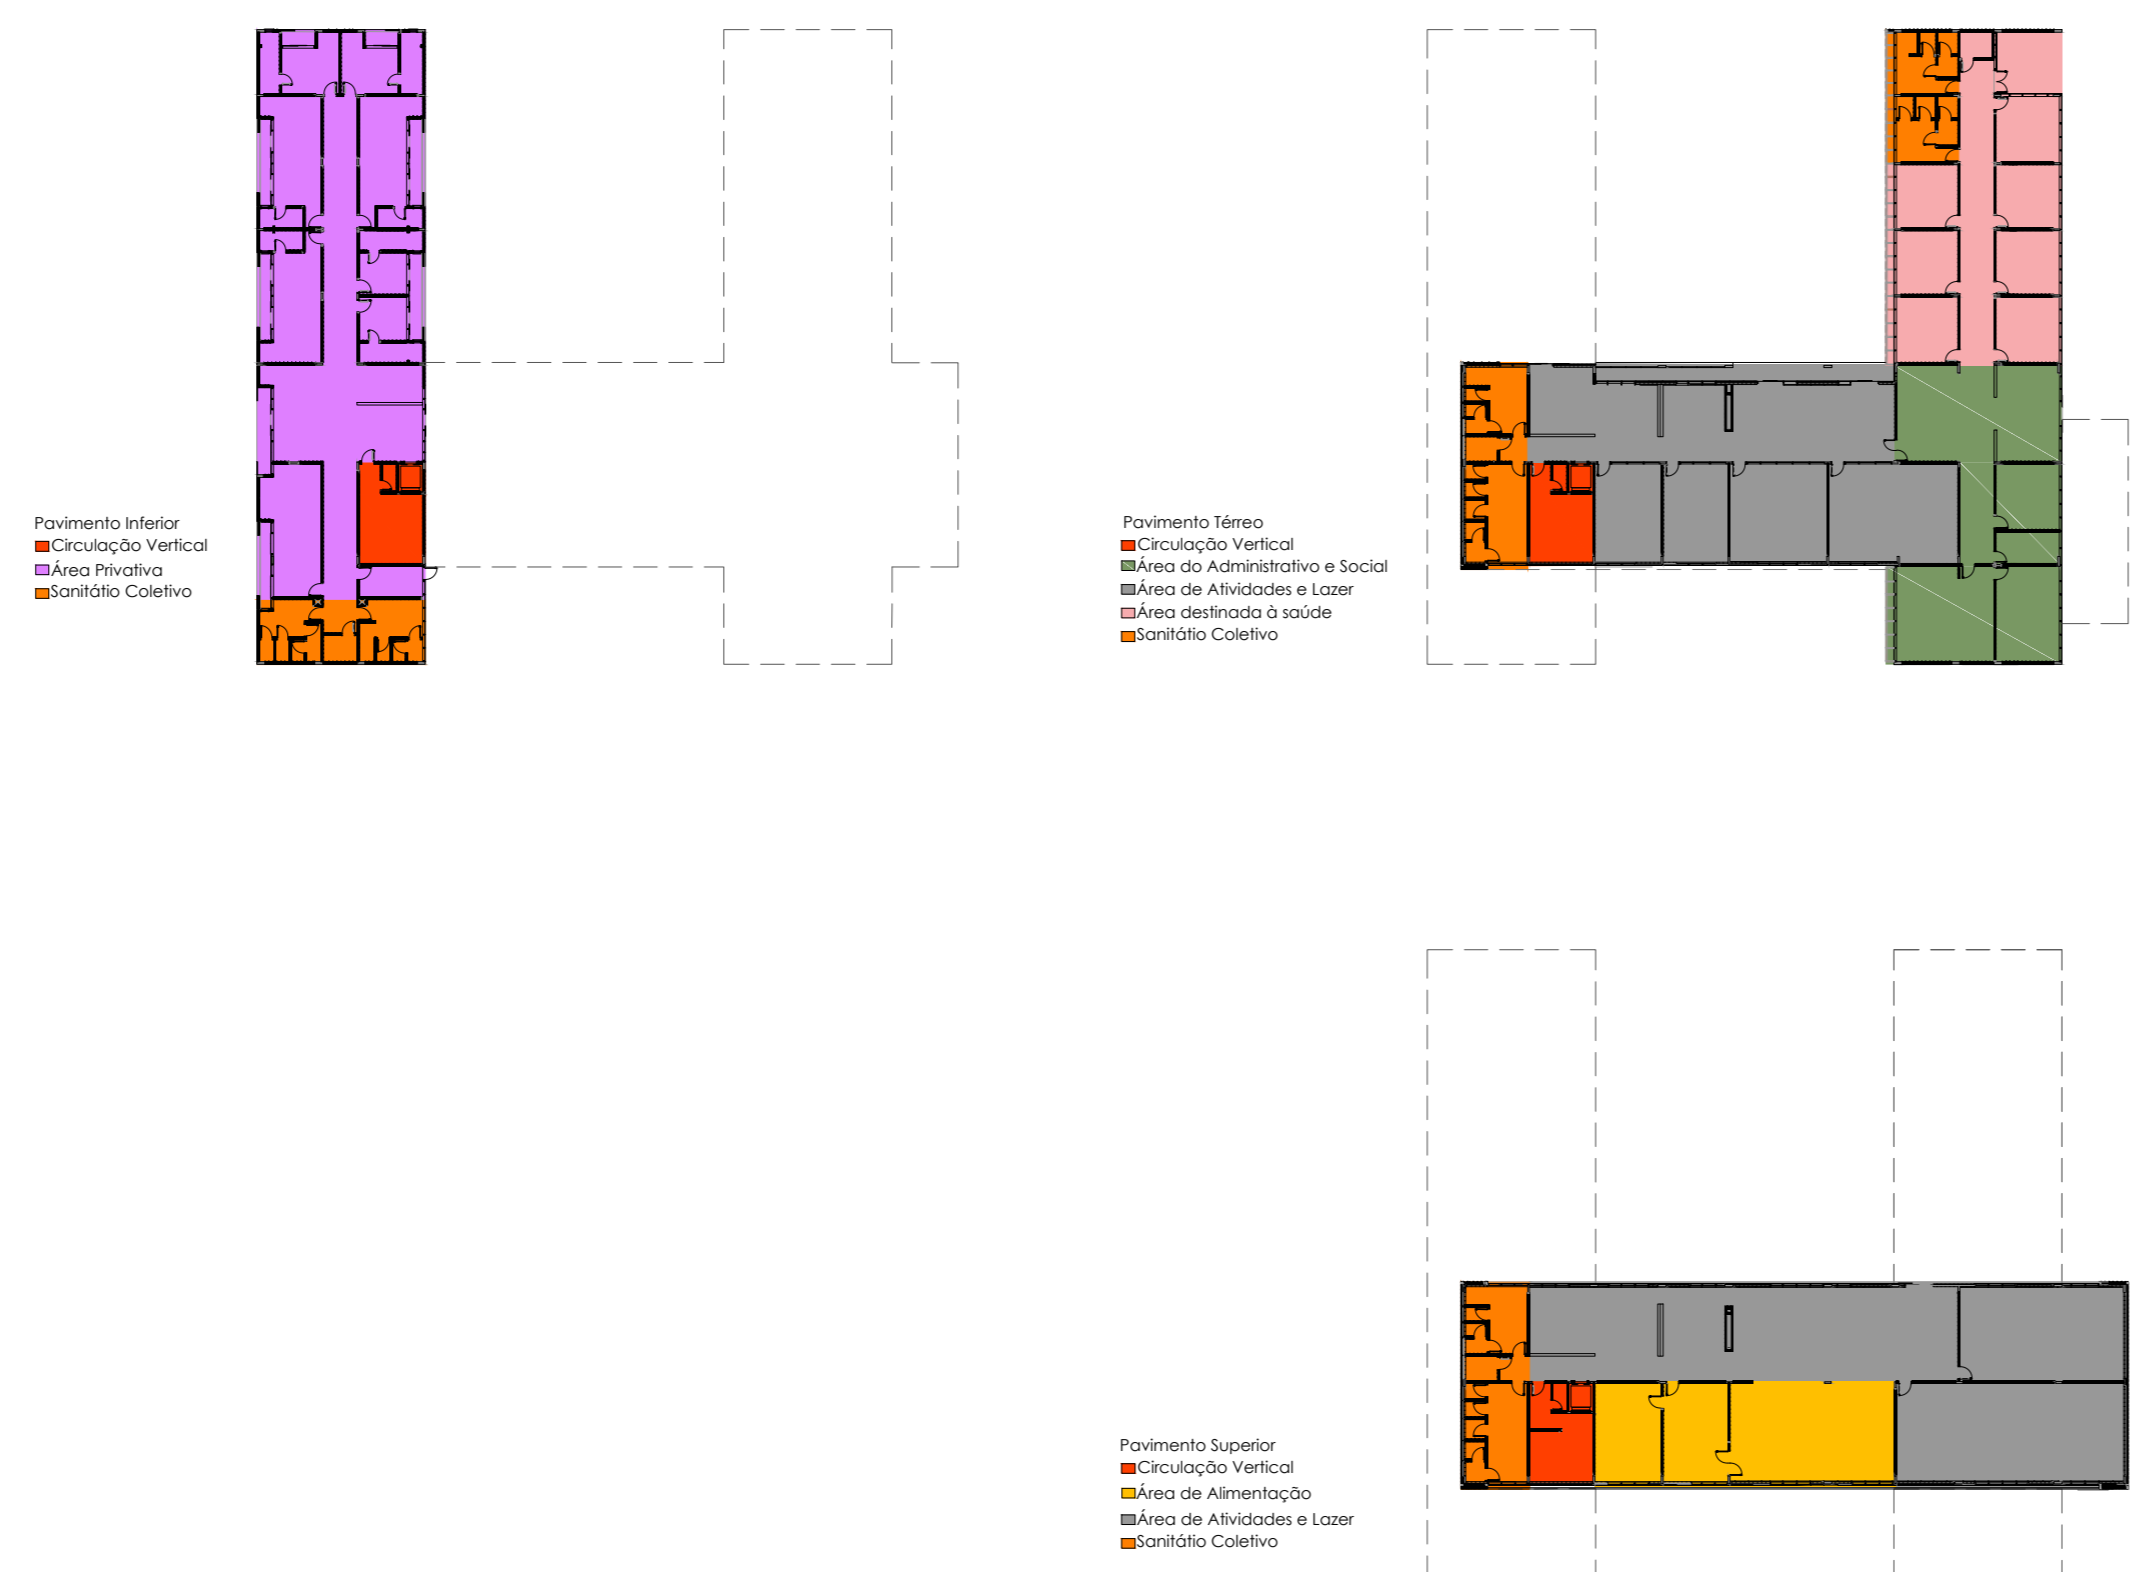 Pavimento Inferior
Circulação Vertical
Área Privativa
Sanitátio Coletivo
Pavimento Térreo
Circulação Vertical
Área do Administrativo e Social
Área de Atividades e Lazer
Área destinada à saúde
Sanitátio Coletivo
Pavimento Superior
Circulação Vertical
Área de Alimentação
Área de Atividades e Lazer
Sanitátio Coletivo